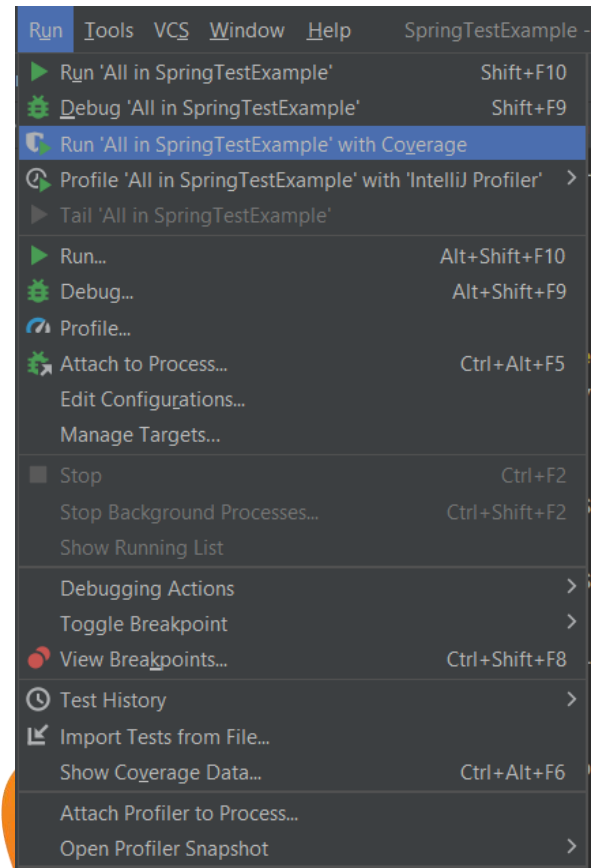 Run Tools VCS Window Help SpringTestExample -
Run 'All in SpringTestExample' Shift+F10
Debug 'All in SpringTestExample' Shift+F9
Run 'All in SpringTestExample' with Coverage
Profile 'All in SpringTestExample' with 'IntelliJ Profiler'
Tail 'All in SpringTestExample'
Run... Alt+Shift+F10
Debug... Alt+Shift+F9
Profile...
Attach to Process... Ctrl+Alt+F5
Edit Configurations...
Manage Targets...
Stop Ctrl+F2
Stop Background Processes... Ctrl+Shift+F2
Show Running List
Debugging Actions
Toggle Breakpoint
View Breakpoints... Ctrl+Shift+F8
Test History
Import Tests from File...
Show Coverage Data... Ctrl+Alt+F6
Attach Profiler to Process...
Open Profiler Snapshot